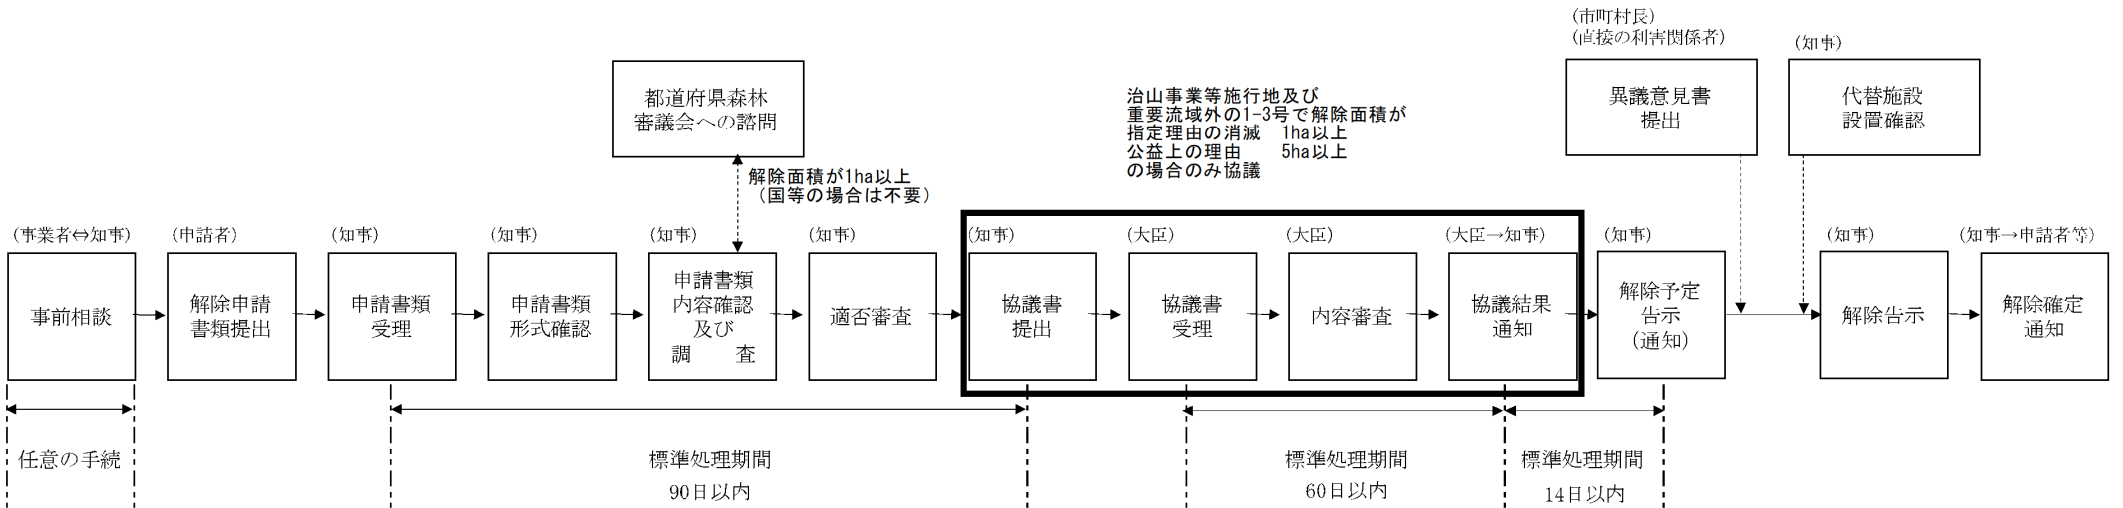 (市町村長)
(直接の利害関係者)
(知事)
都道府県森林
審議会への諮問
治山事業等施行地及び
重要流域外の1-3号で解除面積が
指定理由の消滅　1ha以上
公益上の理由　　5ha以上
の場合のみ協議
異議意見書
提出
代替施設
設置確認
解除面積が1ha以上
（国等の場合は不要）
(事業者⇔知事)
(申請者)
(知事)
(知事)
(知事)
(知事)
(知事)
(大臣)
(大臣)
(大臣→知事)
(知事)
(知事)
(知事→申請者等)
事前相談
解除申請
書類提出
申請書類
受理
申請書類
形式確認
申請書類
内容確認
及び
調　　査
適否審査
協議書
提出
協議書
受理
内容審査
協議結果
通知
解除予定
告示
(通知)
解除告示
解除確定
通知
任意の手続
標準処理期間
90日以内
標準処理期間
60日以内
標準処理期間
14日以内